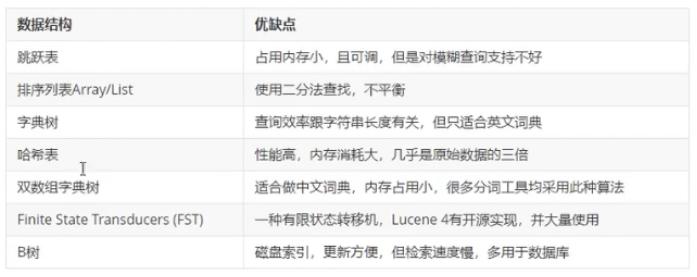 数据结构 优缺点
跳跃表 占用内存小，且可调，但是对模糊查询支持不好
排序列表Array/List 使用二分法查找，不平衡
字典树 查询效率跟字符串长度有关，但只适合英文词典
哈希表 性能高，内存消耗大，几乎是原始数据的三倍
双数组字典树 适合做中文词典，内存占用小，很多分词工具均采用此种算法
Finite State Transducers (FST) 一种有限状态转移机，Lucene 4有开源实现，并大量使用
B树 磁盘索引，更新方便，但检索速度慢，多用于数据库